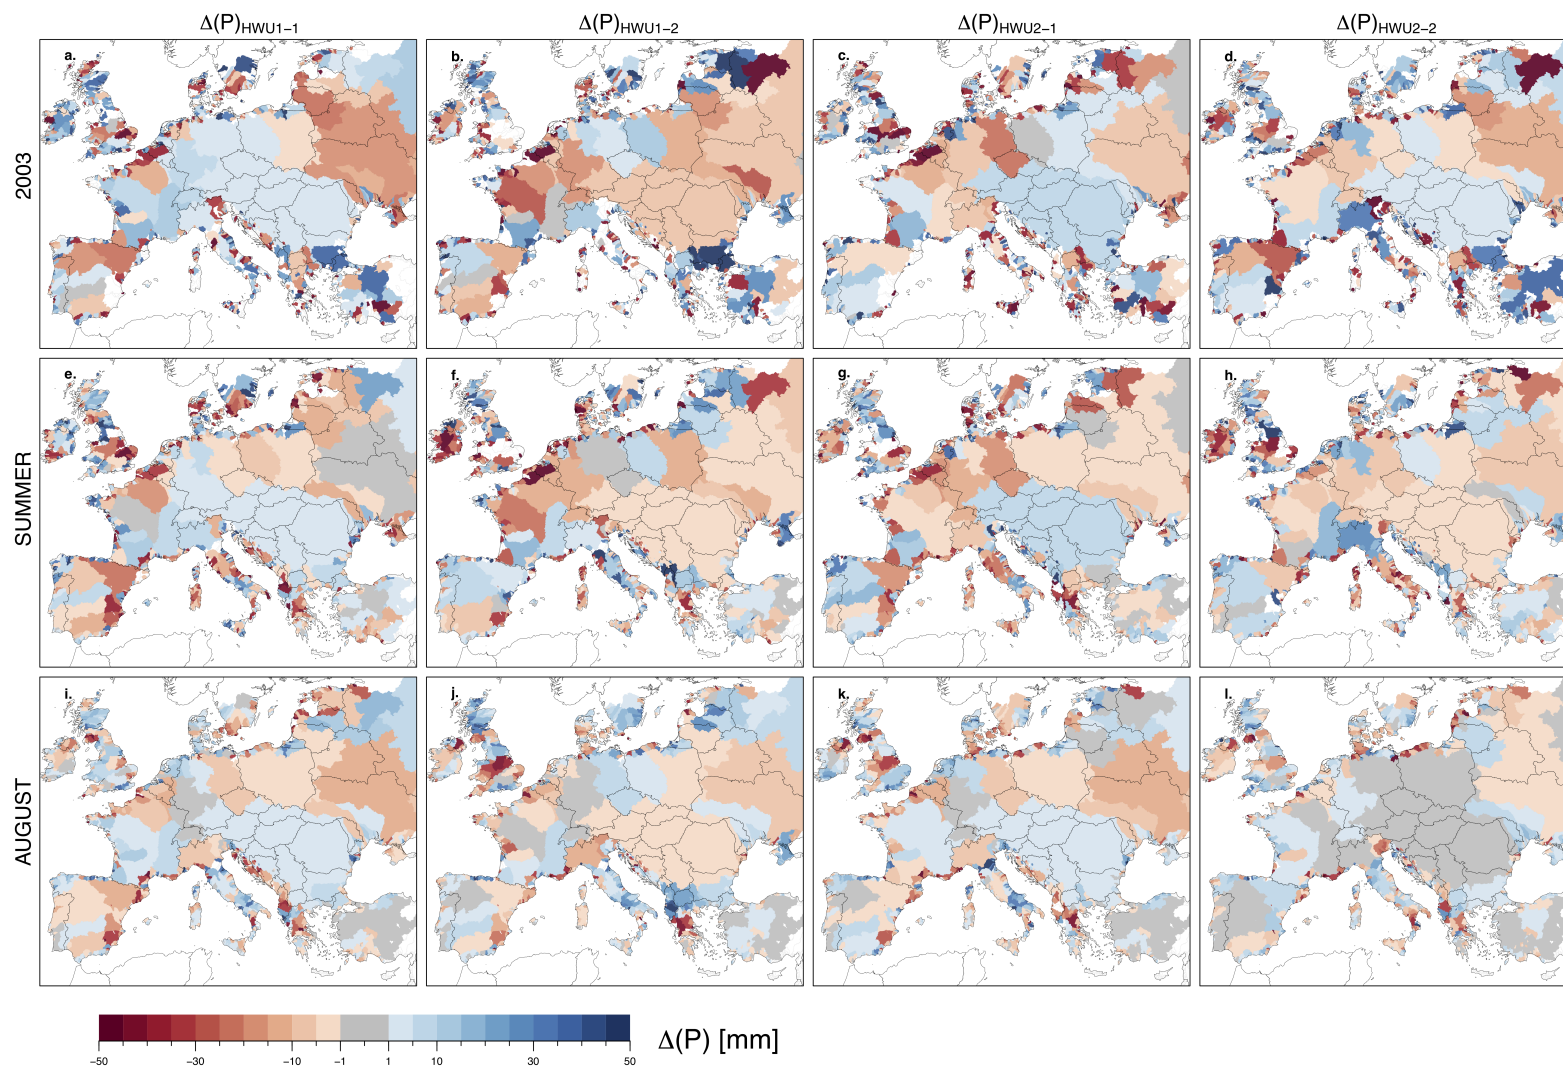 Δ(P)HWU1−1 Δ(P)HWU1−2 Δ(P)HWU2−1 Δ(P)HWU2−2
2003
a. b. c. d.
SUMMER
e. f. g. h.
AUGUST
i. j. k. l.
−50 −30 −10 −1 1 10 30 50
Δ(P) [mm]